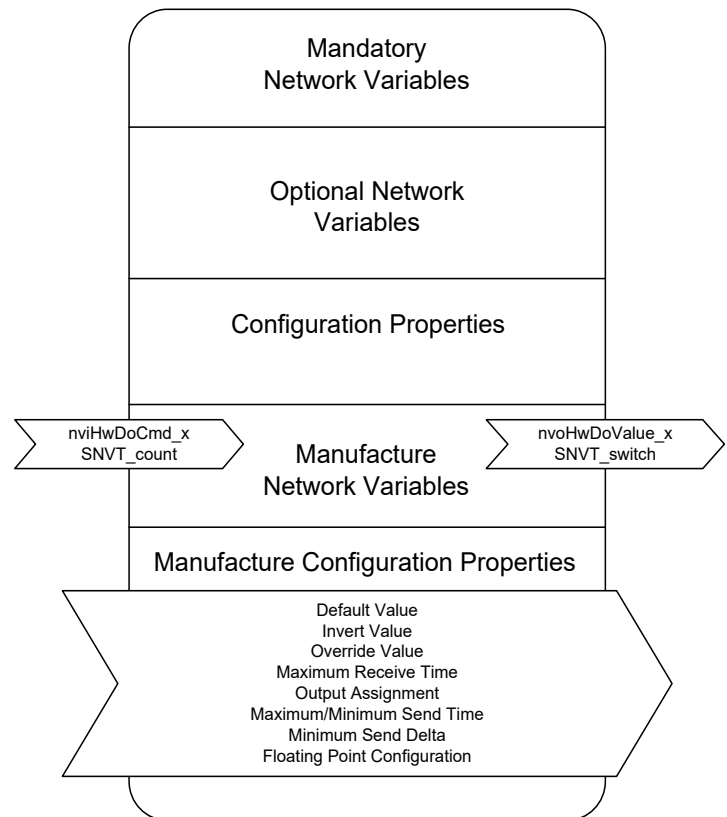 Mandatory
Network Variables
Optional Network
Variables
Configuration Properties
nviHwDoCmd_x
SNVT_count
Manufacture
Network Variables
nvoHwDoValue_x
SNVT_switch
Manufacture Configuration Properties
Default Value
Invert Value
Override Value
Maximum Receive Time
Output Assignment
Maximum/Minimum Send Time
Minimum Send Delta
Floating Point Configuration